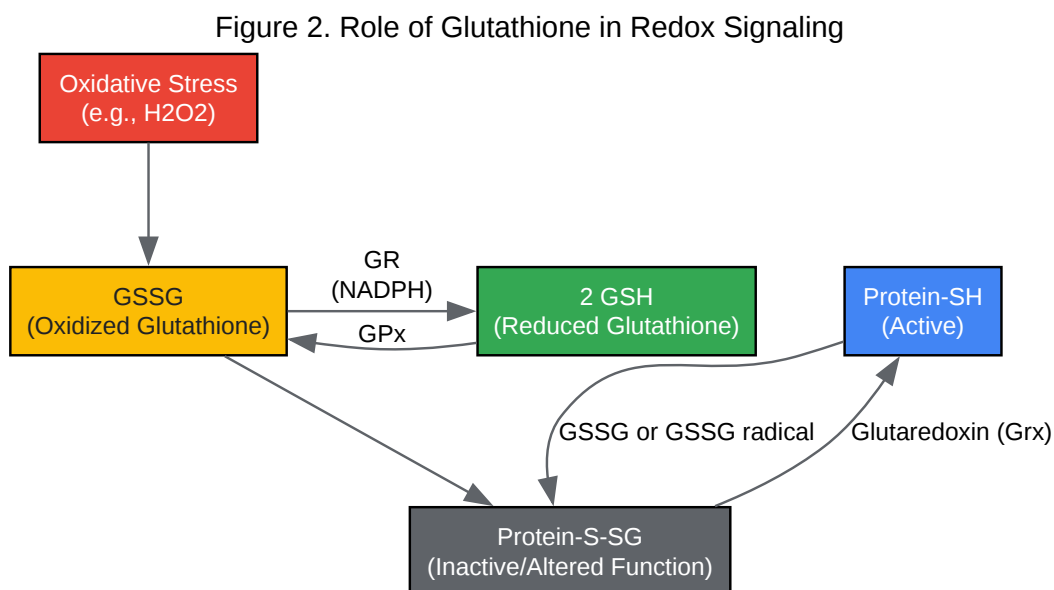 Figure 2. Role of Glutathione in Redox Signaling
Oxidative Stress
(e.g., H2O2)
GSSG
(Oxidized Glutathione)
GR
(NADPH)
GPx
2 GSH
(Reduced Glutathione)
Protein-SH
(Active)
GSSG or GSSG radical
Glutaredoxin (Grx)
Protein-S-SG
(Inactive/Altered Function)